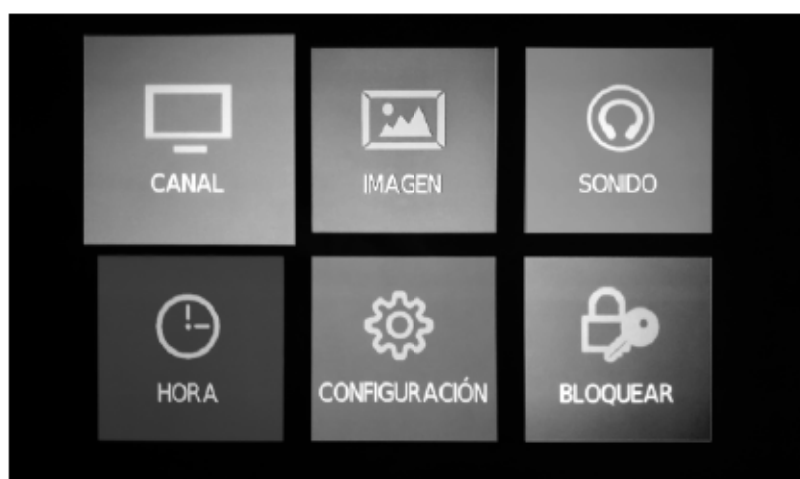 CANAL
IMAGEN
SONIDO
HORA
CONFIGURACIÓN
BLOQUEAR